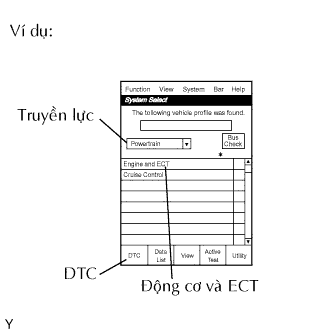 Ví dụ:
Function View System Bar Help
System Select
The following vehicle profile was found.
Truyền lực
Powertrain
Bus
Check
*
Engine and ECT
Cruise Control
DTC
Data
List
View
Active
Test
Utility
DTC
Động cơ và ECT
Y